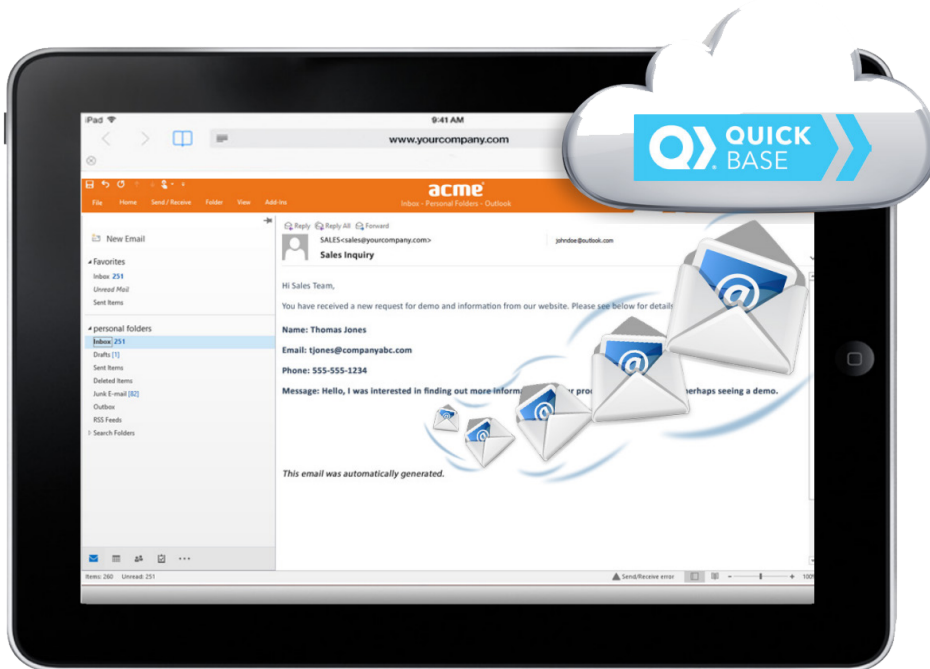 iPad
9:41 AM
www.yourcompany.com
QUICK
BASE
acme
File Home Send / Receive Folder View Add-ins
Inbox - Personal Folders - Outlook
Reply Reply All Forward
SALES<sales@yourcompany.com>
johndoe@outlook.com
Sales Inquiry
New Email
Favorites
Inbox 251
Unread Mail
Sent Items
personal folders
Inbox 251
Drafts [1]
Sent Items
Deleted Items
Junk E-mail [82]
Outbox
RSS Feeds
Search Folders
Hi Sales Team,
You have received a new request for demo and information from our website. Please see below for details
Name: Thomas Jones
Email: tjones@companyabc.com
Phone: 555-555-1234
Message: Hello, I was interested in finding out more perhaps seeing a demo.
@
@
@
@
@
This email was automatically generated.
Items: 260 Unread: 251
Send/Receive error
100%